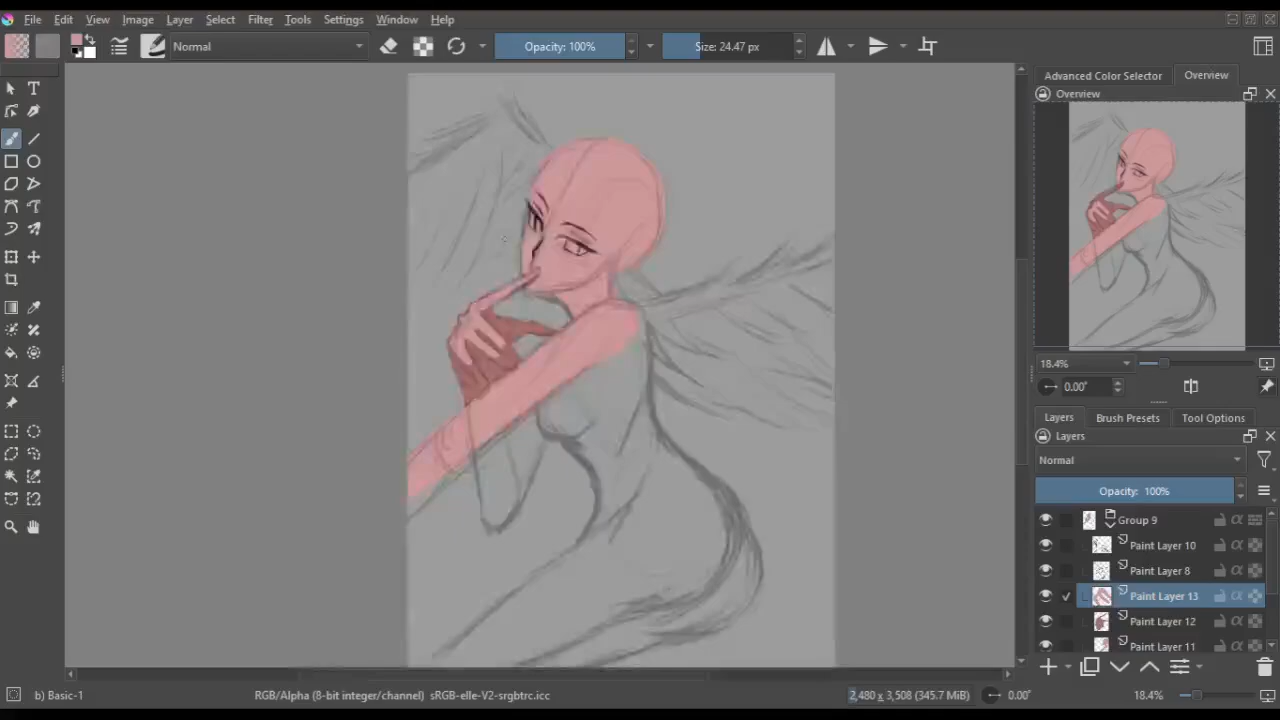 File Edit View Image Layer Select Filter Tools Settings Window Help
Normal Opacity: 100% Size: 24.47 px
Advanced Color Selector Overview
Overview
18.4%
0.00°
Layers Brush Presets Tool Options
Layers
Normal
Opacity: 100%
Group 9
Paint Layer 10
Paint Layer 8
Paint Layer 13
Paint Layer 12
Paint Layer 11
b) Basic-1 RGB/Alpha (8-bit integer/channel) sRGB-elle-V2-srgbtrc.icc 2,480 x 3,508 (345.7 MiB) 0.00° 18.4%